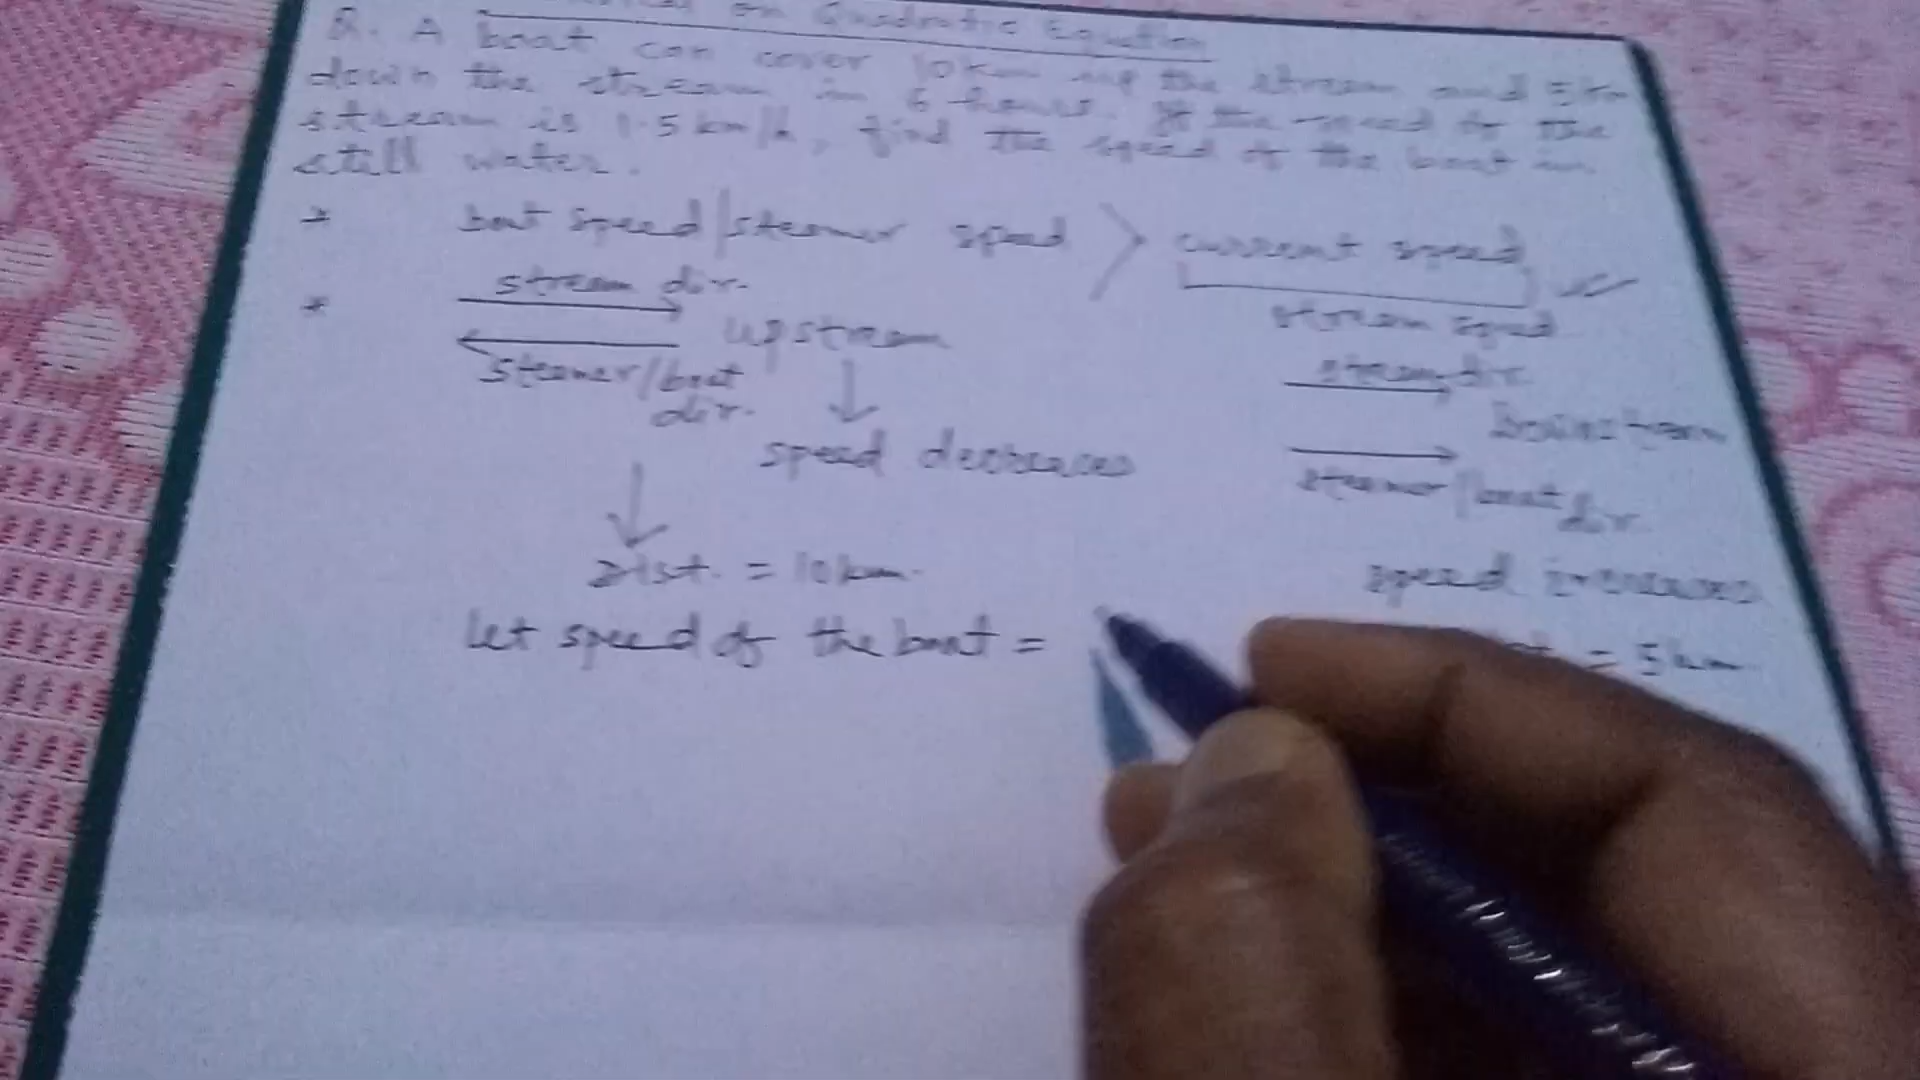 on Quadratic Equation
Q. A boat can cover 10km up the stream and 5km
down the stream in 6 hours. If the speed of the
stream is 1.5 km/h, find the speed of the boat in
still water.
* boat speed/steamer speed > current speed
stream speed
* stream dir.
upstream
steamer/boat
dir.
speed decreases
stream dir.
Downstream
steamer/boat
dir
speed increases
Dist. = 10km.
= 5km
Let speed of the boat =